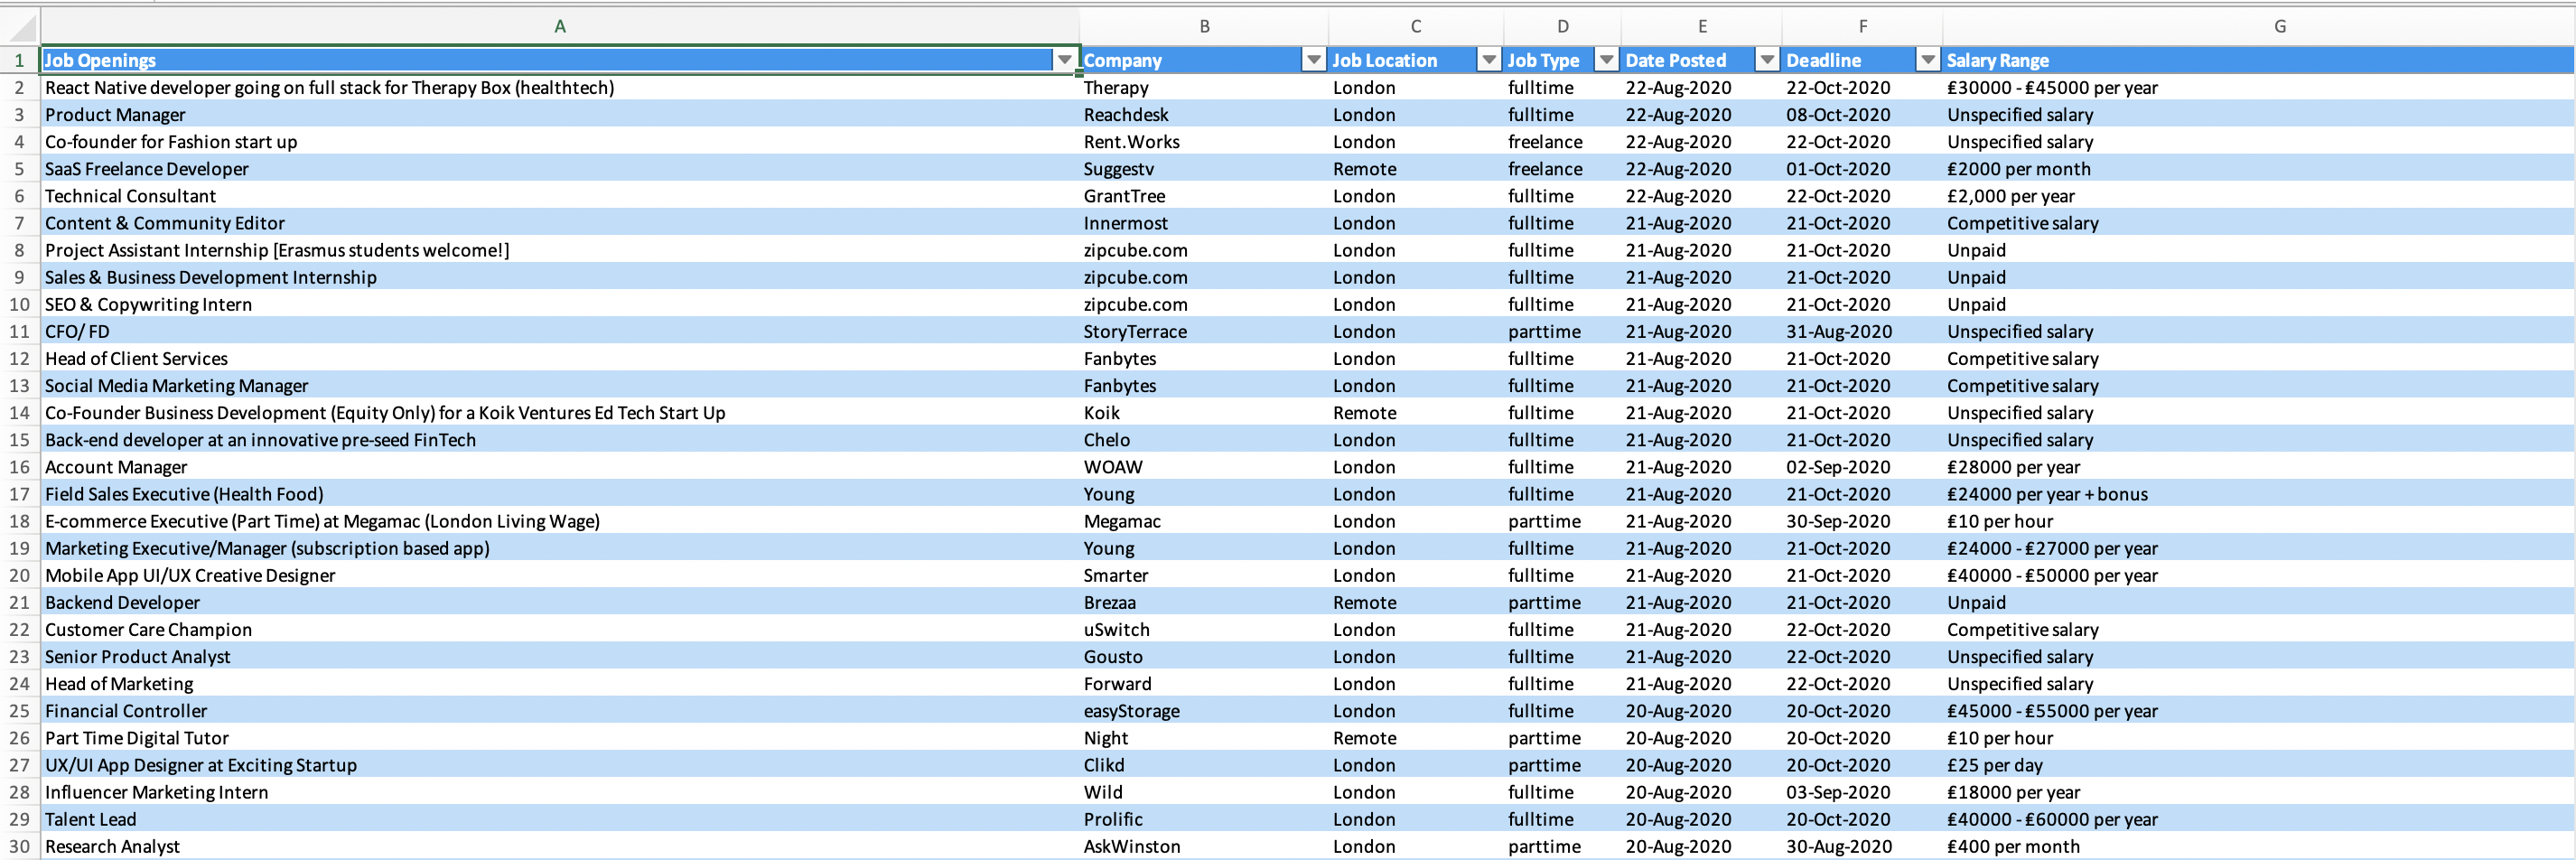 A B C D E F G
1 Job Openings Company Job Location Job Type Date Posted Deadline Salary Range
2 React Native developer going on full stack for Therapy Box (healthtech) Therapy London fulltime 22-Aug-2020 22-Oct-2020 £30000 - £45000 per year
3 Product Manager Reachdesk London fulltime 22-Aug-2020 08-Oct-2020 Unspecified salary
4 Co-founder for Fashion start up Rent.Works London freelance 22-Aug-2020 22-Oct-2020 Unspecified salary
5 SaaS Freelance Developer Suggestv Remote freelance 22-Aug-2020 01-Oct-2020 £2000 per month
6 Technical Consultant GrantTree London fulltime 22-Aug-2020 22-Oct-2020 £2,000 per year
7 Content & Community Editor Innermost London fulltime 21-Aug-2020 21-Oct-2020 Competitive salary
8 Project Assistant Internship [Erasmus students welcome!] zipcube.com London fulltime 21-Aug-2020 21-Oct-2020 Unpaid
9 Sales & Business Development Internship zipcube.com London fulltime 21-Aug-2020 21-Oct-2020 Unpaid
10 SEO & Copywriting Intern zipcube.com London fulltime 21-Aug-2020 21-Oct-2020 Unpaid
11 CFO/ FD StoryTerrace London parttime 21-Aug-2020 31-Aug-2020 Unspecified salary
12 Head of Client Services Fanbytes London fulltime 21-Aug-2020 21-Oct-2020 Competitive salary
13 Social Media Marketing Manager Fanbytes London fulltime 21-Aug-2020 21-Oct-2020 Competitive salary
14 Co-Founder Business Development (Equity Only) for a Koik Ventures Ed Tech Start Up Koik Remote fulltime 21-Aug-2020 21-Oct-2020 Unspecified salary
15 Back-end developer at an innovative pre-seed FinTech Chelo London fulltime 21-Aug-2020 21-Oct-2020 Unspecified salary
16 Account Manager WOAW London fulltime 21-Aug-2020 02-Sep-2020 £28000 per year
17 Field Sales Executive (Health Food) Young London fulltime 21-Aug-2020 21-Oct-2020 £24000 per year + bonus
18 E-commerce Executive (Part Time) at Megamac (London Living Wage) Megamac London parttime 21-Aug-2020 30-Sep-2020 £10 per hour
19 Marketing Executive/Manager (subscription based app) Young London fulltime 21-Aug-2020 21-Oct-2020 £24000 - £27000 per year
20 Mobile App UI/UX Creative Designer Smarter London fulltime 21-Aug-2020 21-Oct-2020 £40000 - £50000 per year
21 Backend Developer Brezaa Remote parttime 21-Aug-2020 21-Oct-2020 Unpaid
22 Customer Care Champion uSwitch London fulltime 21-Aug-2020 22-Oct-2020 Competitive salary
23 Senior Product Analyst Gousto London fulltime 21-Aug-2020 22-Oct-2020 Unspecified salary
24 Head of Marketing Forward London fulltime 21-Aug-2020 22-Oct-2020 Unspecified salary
25 Financial Controller easyStorage London fulltime 20-Aug-2020 20-Oct-2020 £45000 - £55000 per year
26 Part Time Digital Tutor Night Remote parttime 20-Aug-2020 20-Oct-2020 £10 per hour
27 UX/UI App Designer at Exciting Startup Clikd London parttime 20-Aug-2020 20-Oct-2020 £25 per day
28 Influencer Marketing Intern Wild London fulltime 20-Aug-2020 03-Sep-2020 £18000 per year
29 Talent Lead Prolific London fulltime 20-Aug-2020 20-Oct-2020 £40000 - £60000 per year
30 Research Analyst AskWinston London parttime 20-Aug-2020 30-Aug-2020 £400 per month